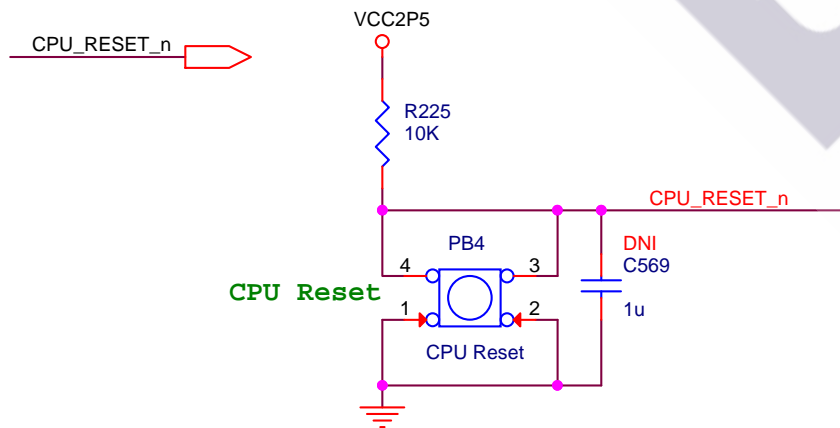 VCC2P5
CPU_RESET_n
R225
10K
CPU_RESET_n
PB4
DNI
4
3
C569
CPU Reset
1
2
1u
CPU Reset